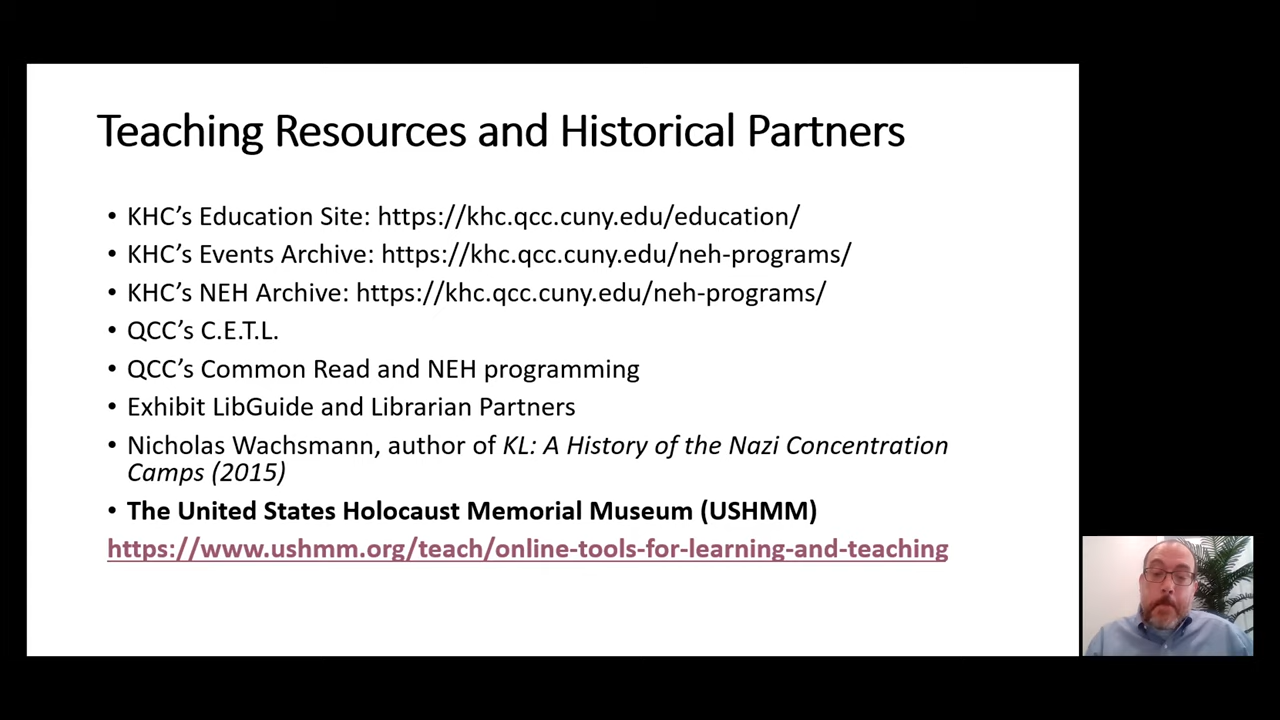 Teaching Resources and Historical Partners
• KHC’s Education Site: https://khc.qcc.cuny.edu/education/
• KHC’s Events Archive: https://khc.qcc.cuny.edu/neh-programs/
• KHC’s NEH Archive: https://khc.qcc.cuny.edu/neh-programs/
• QCC’s C.E.T.L.
• QCC’s Common Read and NEH programming
• Exhibit LibGuide and Librarian Partners
• Nicholas Wachsmann, author of KL: A History of the Nazi Concentration
Camps (2015)
• The United States Holocaust Memorial Museum (USHMM)
https://www.ushmm.org/teach/online-tools-for-learning-and-teaching